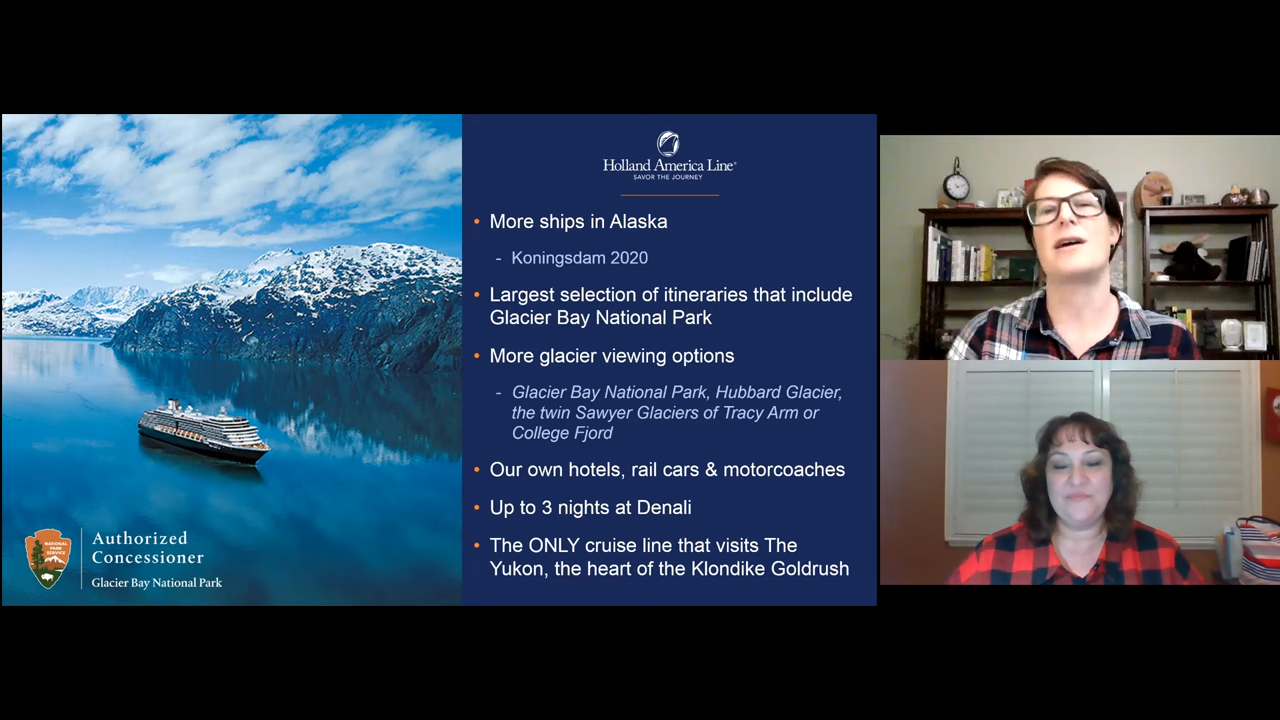 Holland America Line®
SAVOR THE JOURNEY
• More ships in Alaska
- Koningsdam 2020
• Largest selection of itineraries that include
Glacier Bay National Park
• More glacier viewing options
- Glacier Bay National Park, Hubbard Glacier,
the twin Sawyer Glaciers of Tracy Arm or
College Fjord
• Our own hotels, rail cars & motorcoaches
• Up to 3 nights at Denali
• The ONLY cruise line that visits The
Yukon, the heart of the Klondike Goldrush
NATIONAL
PARK
SERVICE
Authorized
Concessioner
Glacier Bay National Park